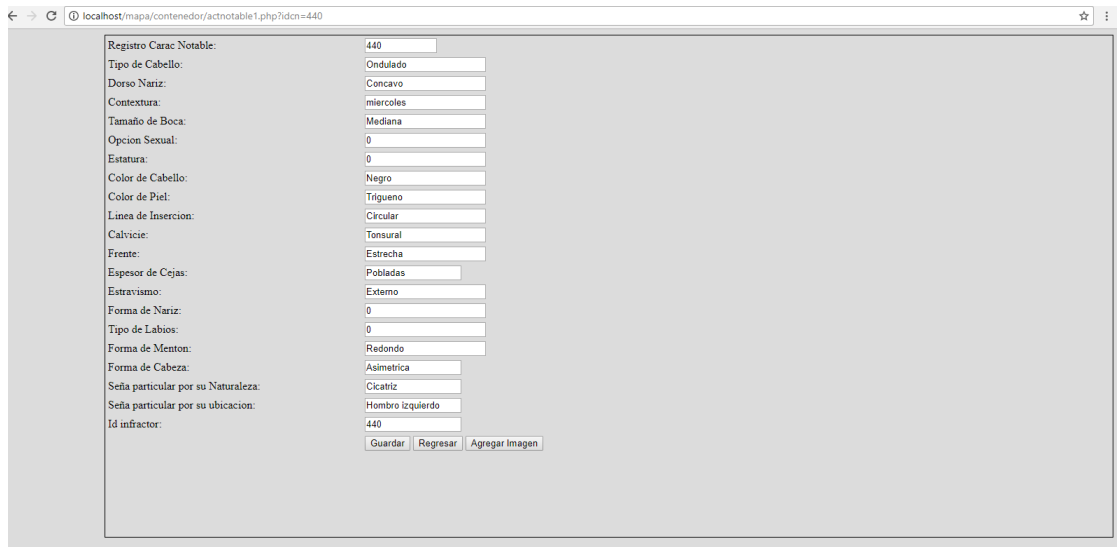 localhost/mapa/contenedor/actnotable1.php?idcn=440
Registro Carac Notable: 440
Tipo de Cabello: Ondulado
Dorso Nariz: Concavo
Contextura: miercoles
Tamaño de Boca: Mediana
Opcion Sexual: 0
Estatura: 0
Color de Cabello: Negro
Color de Piel: Trigueno
Linea de Insercion: Circular
Calvicie: Tonsural
Frente: Estrecha
Espesor de Cejas: Pobladas
Estravismo: Externo
Forma de Nariz: 0
Tipo de Labios: 0
Forma de Menton: Redondo
Forma de Cabeza: Asimetrica
Seña particular por su Naturaleza: Cicatriz
Seña particular por su ubicacion: Hombro izquierdo
Id infractor: 440
Guardar Regresar Agregar Imagen